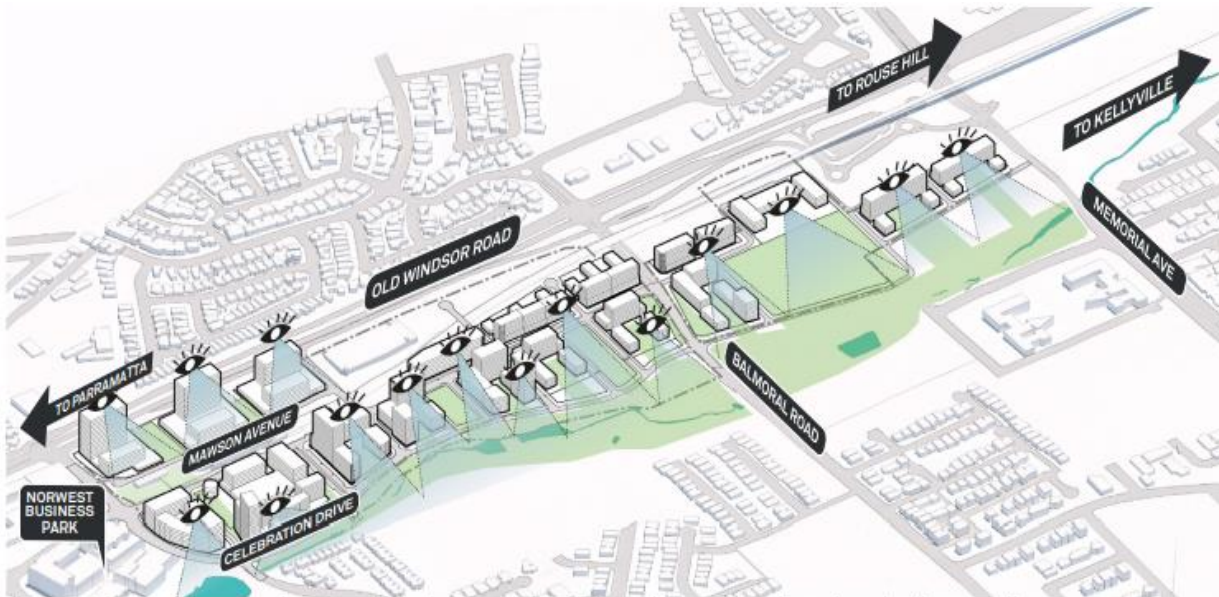 TO ROUSE HILL
TO KELLYVILLE
OLD WINDSOR ROAD
MEMORIAL AVE
TO PARRAMATTA
BALMORAL ROAD
MAWSON AVENUE
NORWEST
BUSINESS
PARK
CELEBRATION DRIVE